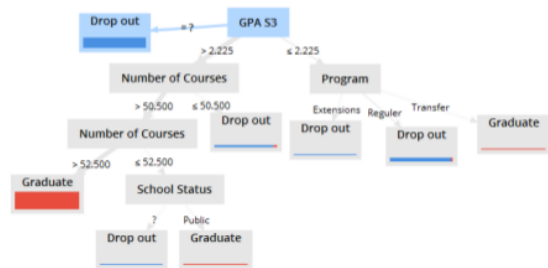 Drop out
GPA S3
= ?
> 2.225
≤ 2.225
Number of Courses
Program
> 50.500
≤ 50.500
Extensions
Reguler
Transfer
Number of Courses
Drop out
Drop out
Drop out
Graduate
> 52.500
≤ 52.500
Graduate
School Status
?
Public
Drop out
Graduate